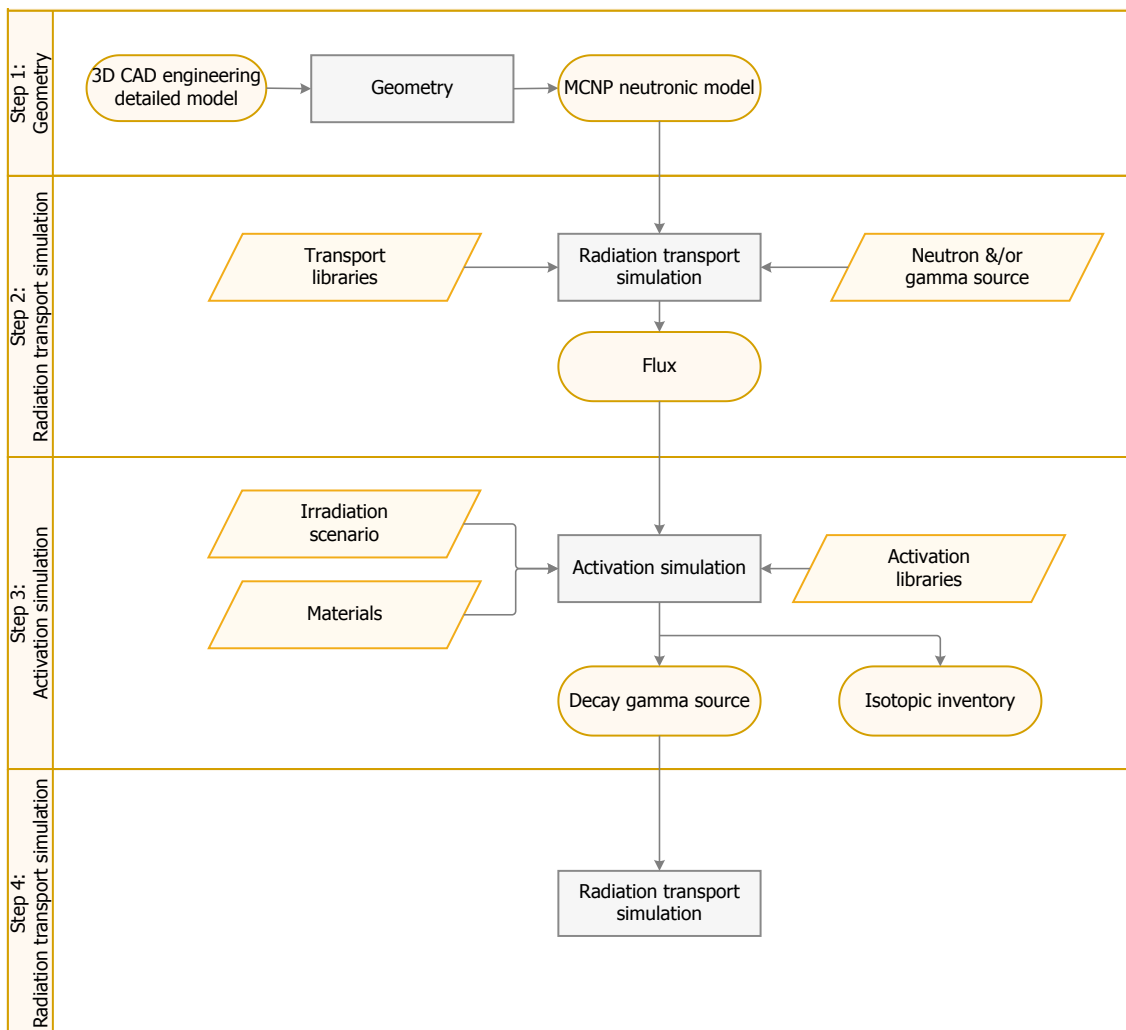 Step 1:
Geometry
3D CAD engineering
detailed model
Geometry
MCNP neutronic model
Step 2:
Radiation transport simulation
Transport
libraries
Radiation transport
simulation
Neutron &/or
gamma source
Flux
Step 3:
Activation simulation
Irradiation
scenario
Materials
Activation simulation
Activation
libraries
Decay gamma source
Isotopic inventory
Step 4:
Radiation transport simulation
Radiation transport
simulation